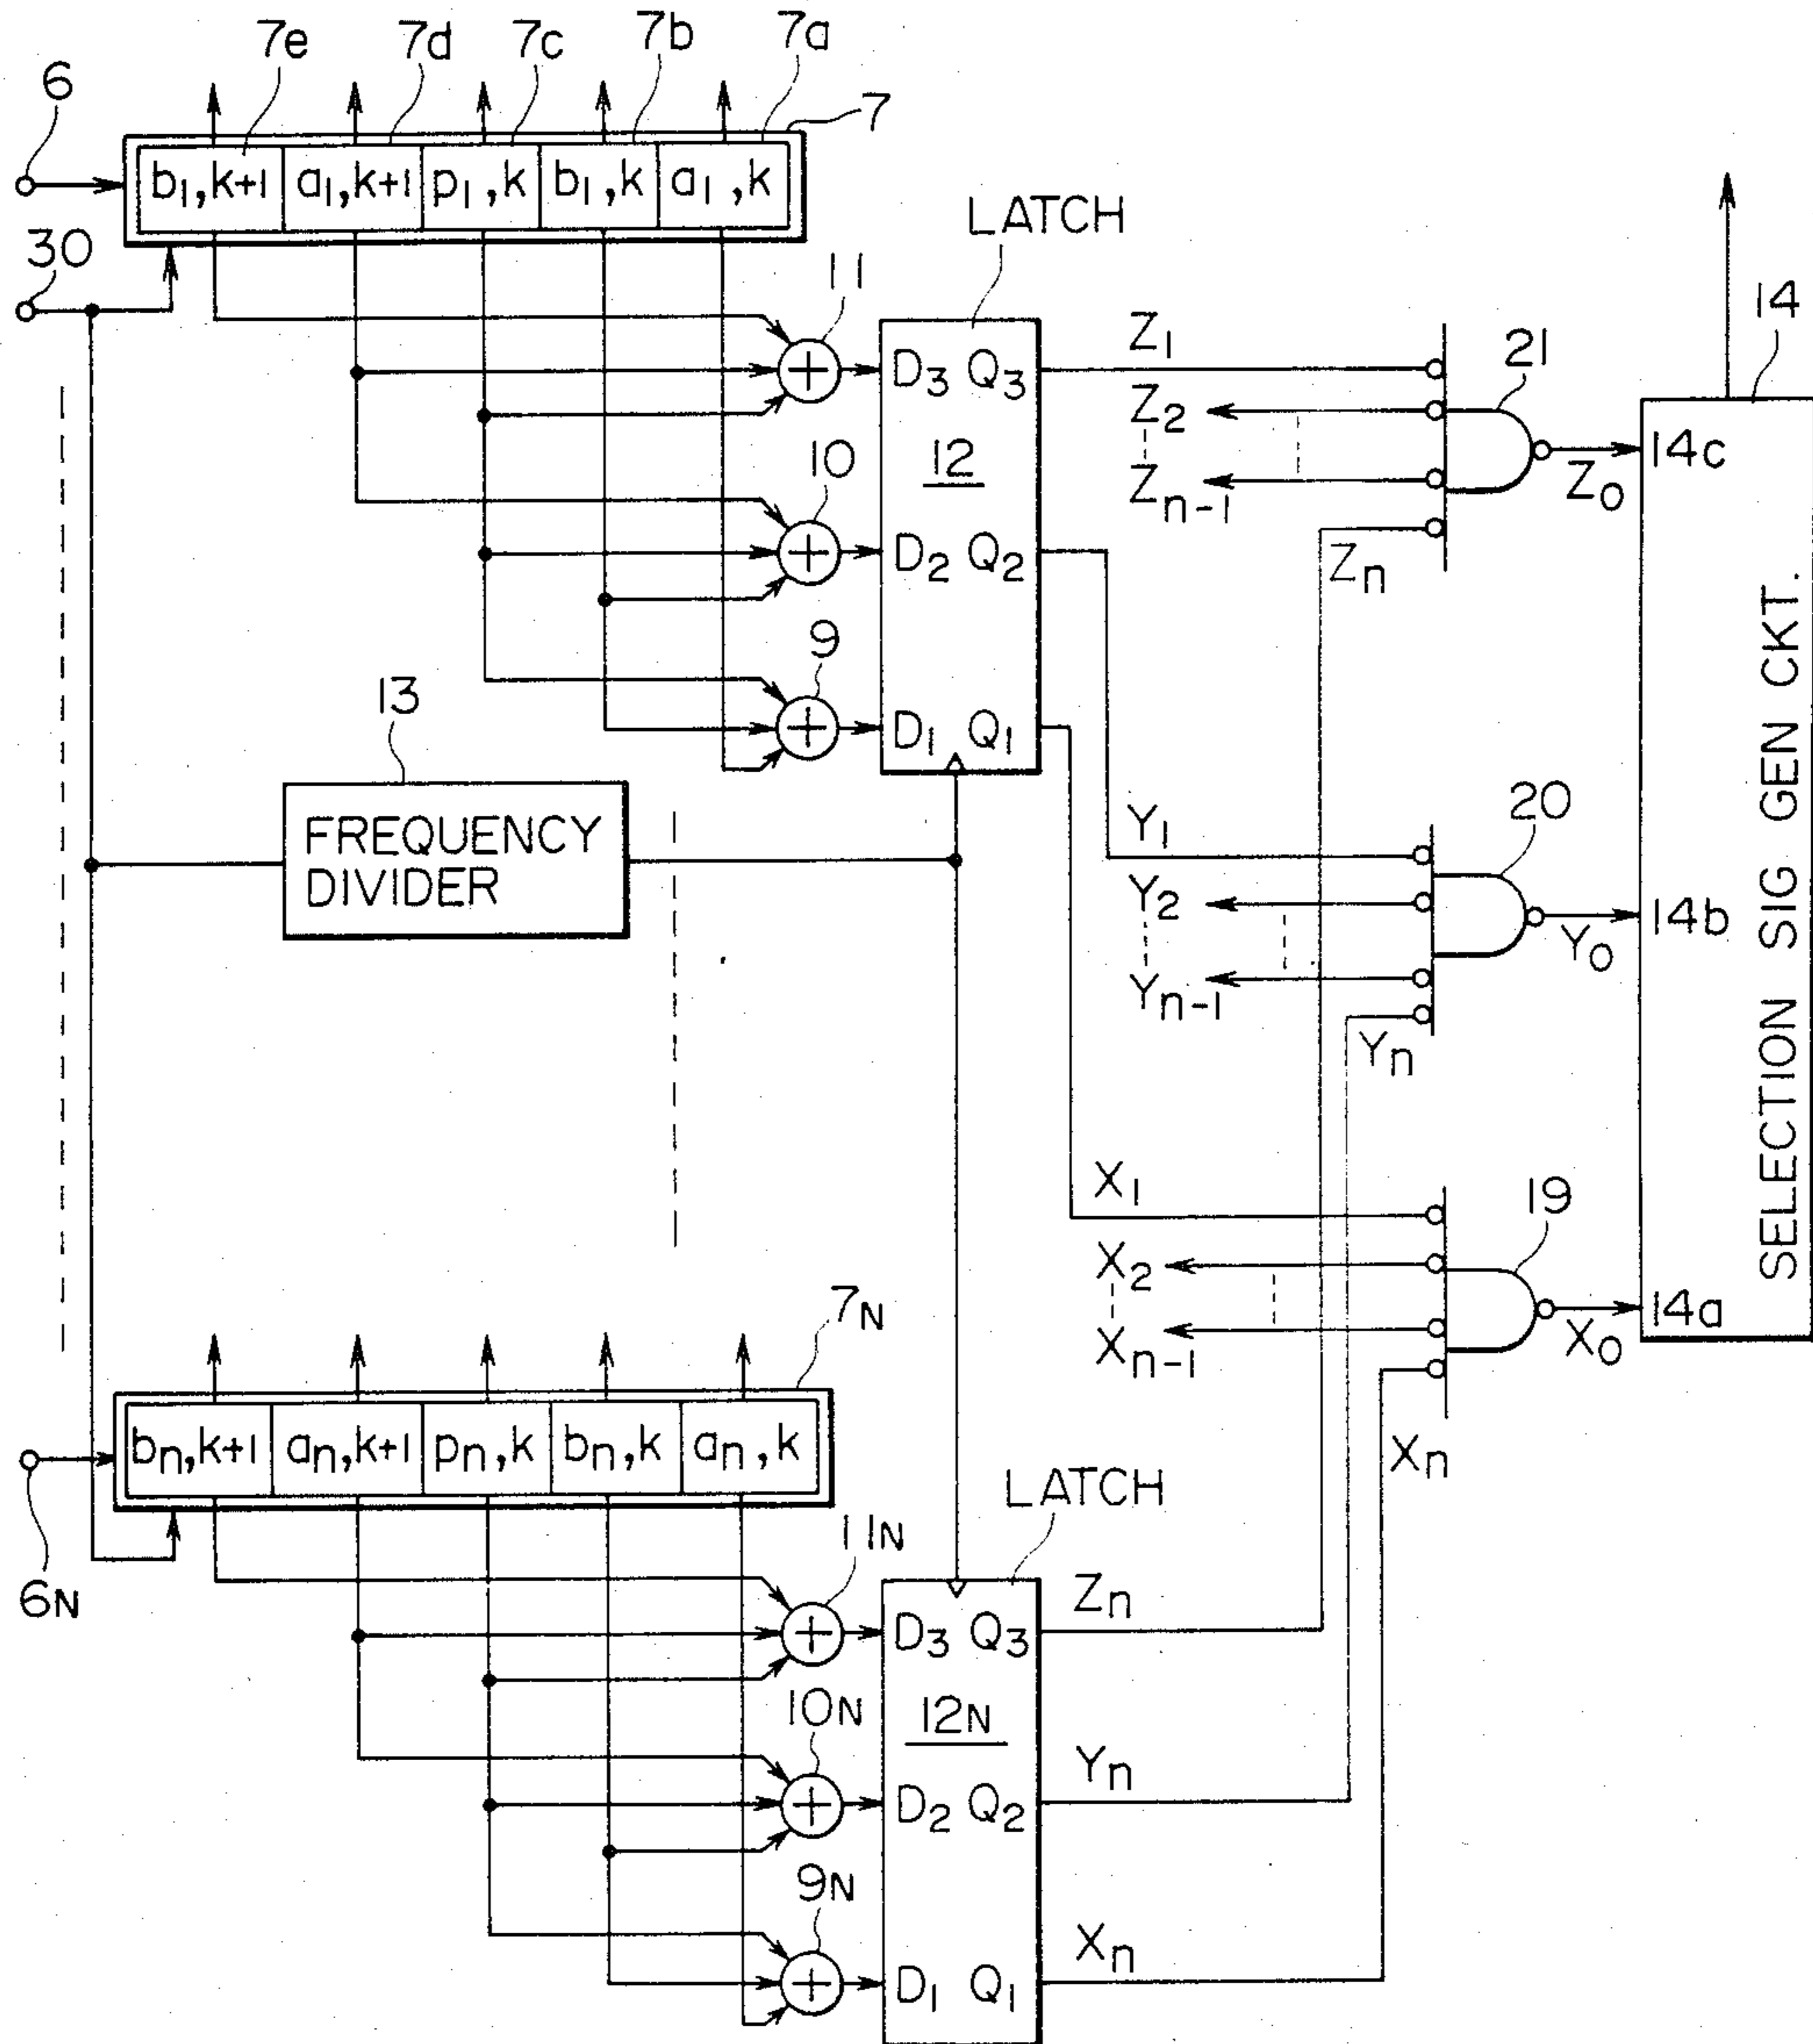 7e 7d 7c 7b 7a
6 7
b1,k+1 a1,k+1 p1,k b1,k a1,k
30
LATCH
11 Z1 21 14
D3 Q3
Z2
10 12 Zn-1 Z0 14c
D2 Q2 Zn
9
13
D1 Q1
FREQUENCY
DIVIDER
Y1 20
Y2
Yn-1 Y0 14b
Yn
SELECTION SIG GEN CKT.
X1 19
X2
Xn-1 X0 14a
7N
bn,k+1 an,k+1 pn,k bn,k an,k
Xn
LATCH
6N 11N
Zn
D3 Q3
10N 12N
Yn
D2 Q2
9N
Xn
D1 Q1